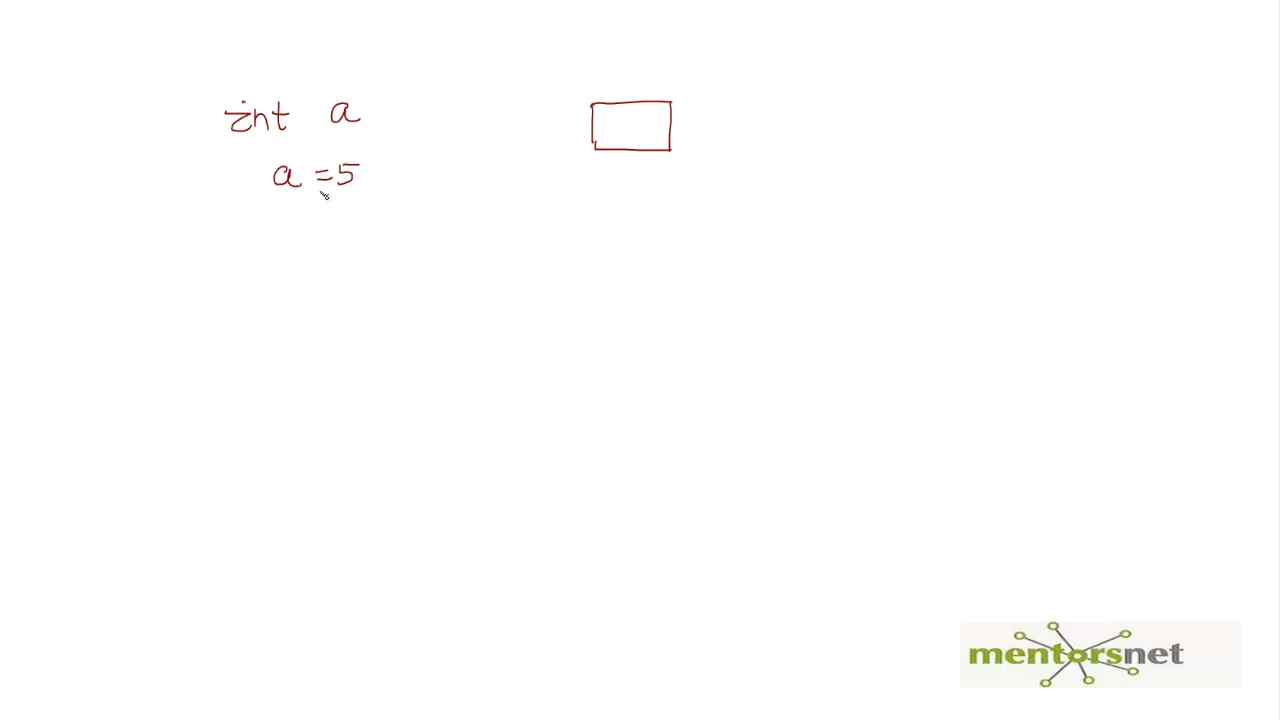 int a
a =5
mentorsnet